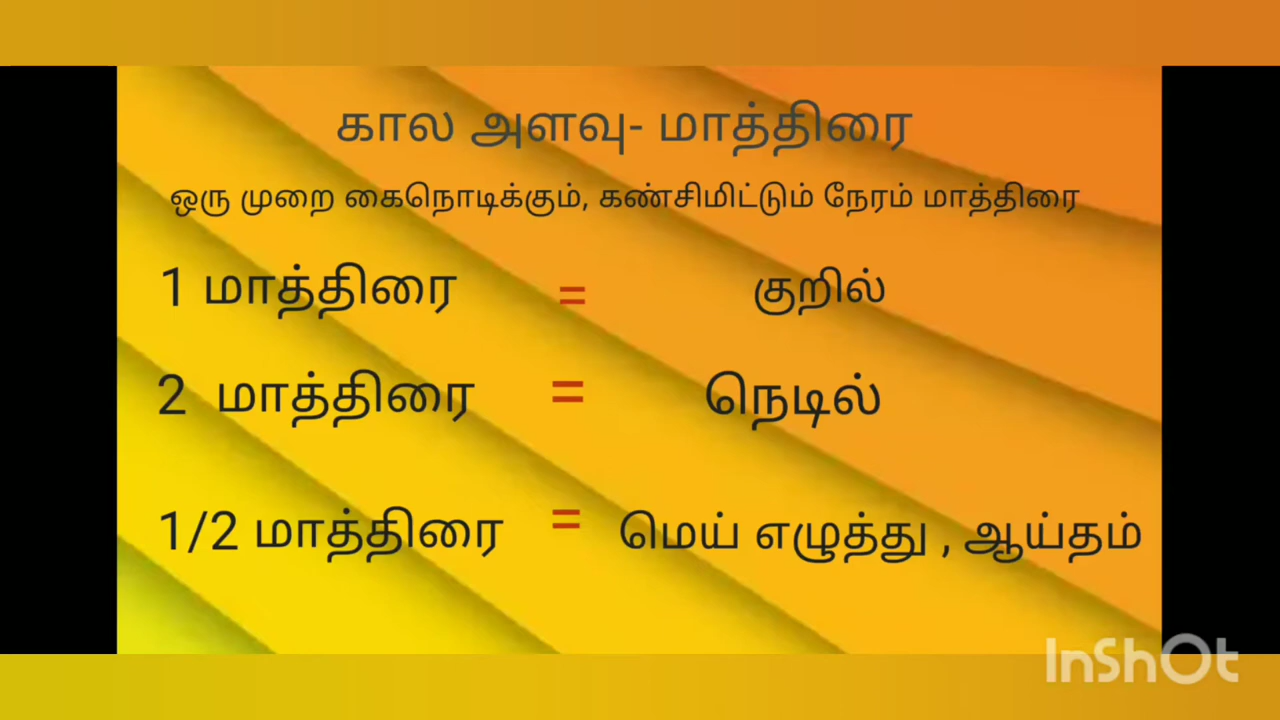 கால அளவு- மாத்திரை
ஒரு முறை கைநொடிக்கும், கண்சிமிட்டும் நேரம் மாத்திரை
1 மாத்திரை = குறில்
2 மாத்திரை = நெடில்
1/2 மாத்திரை = மெய் எழுத்து , ஆய்தம்
InShOt